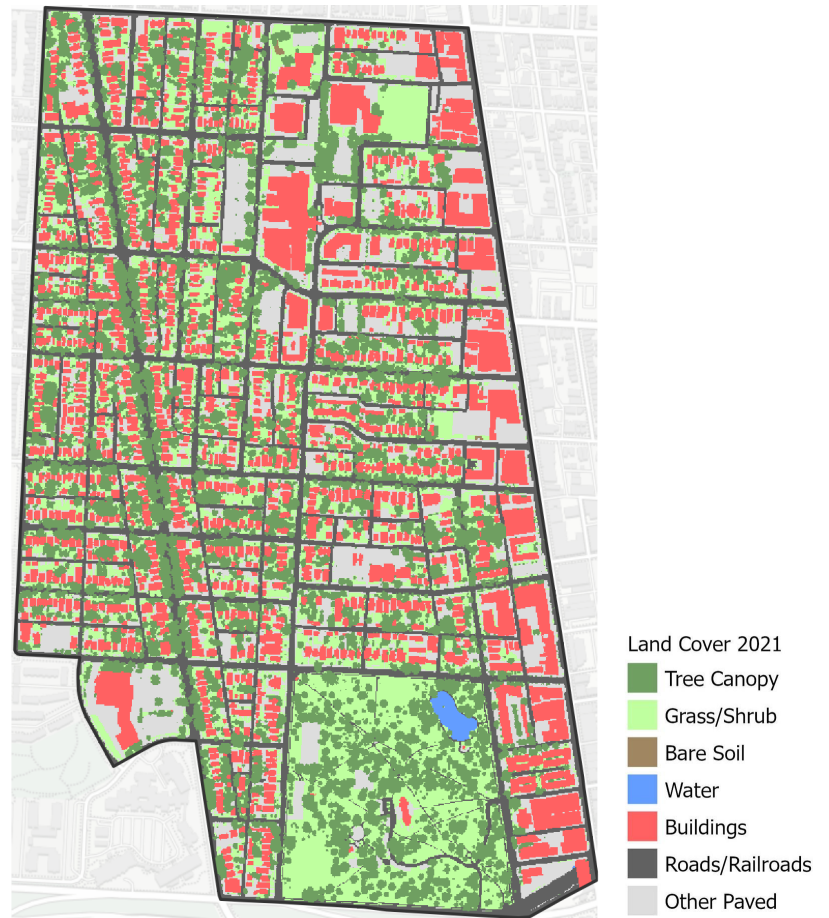 Land Cover 2021
Tree Canopy
Grass/Shrub
Bare Soil
Water
Buildings
Roads/Railroads
Other Paved